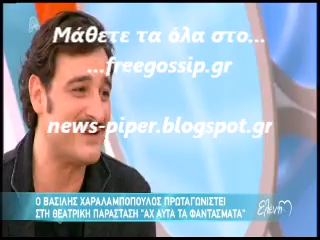 Μάθετε τα όλα στο...
...freegossip.gr
news-piper.blogspot.gr
Ο ΒΑΣΙΛΗΣ ΧΑΡΑΛΑΜΠΟΠΟΥΛΟΣ ΠΡΩΤΑΓΩΝΙΣΤΕΙ
ΣΤΗ ΘΕΑΤΡΙΚΗ ΠΑΡΑΣΤΑΣΗ "ΑΧ ΑΥΤΑ ΤΑ ΦΑΝΤΑΣΜΑΤΑ"
Ελένη